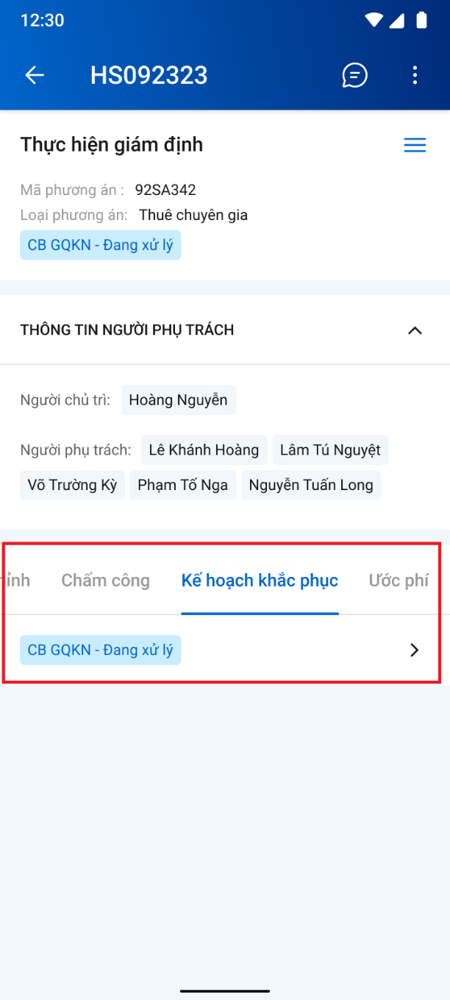 12:30
HS092323
Thực hiện giám định
Mã phương án : 92SA342
Loại phương án: Thuê chuyên gia
CB GQKN - Đang xử lý
THÔNG TIN NGƯỜI PHỤ TRÁCH
Người chủ trì: Hoàng Nguyễn
Người phụ trách: Lê Khánh Hoàng Lâm Tú Nguyệt
Võ Trường Kỳ Phạm Tố Nga Nguyễn Tuấn Long
Chấm công Kế hoạch khắc phục Ước phí
CB GQKN - Đang xử lý